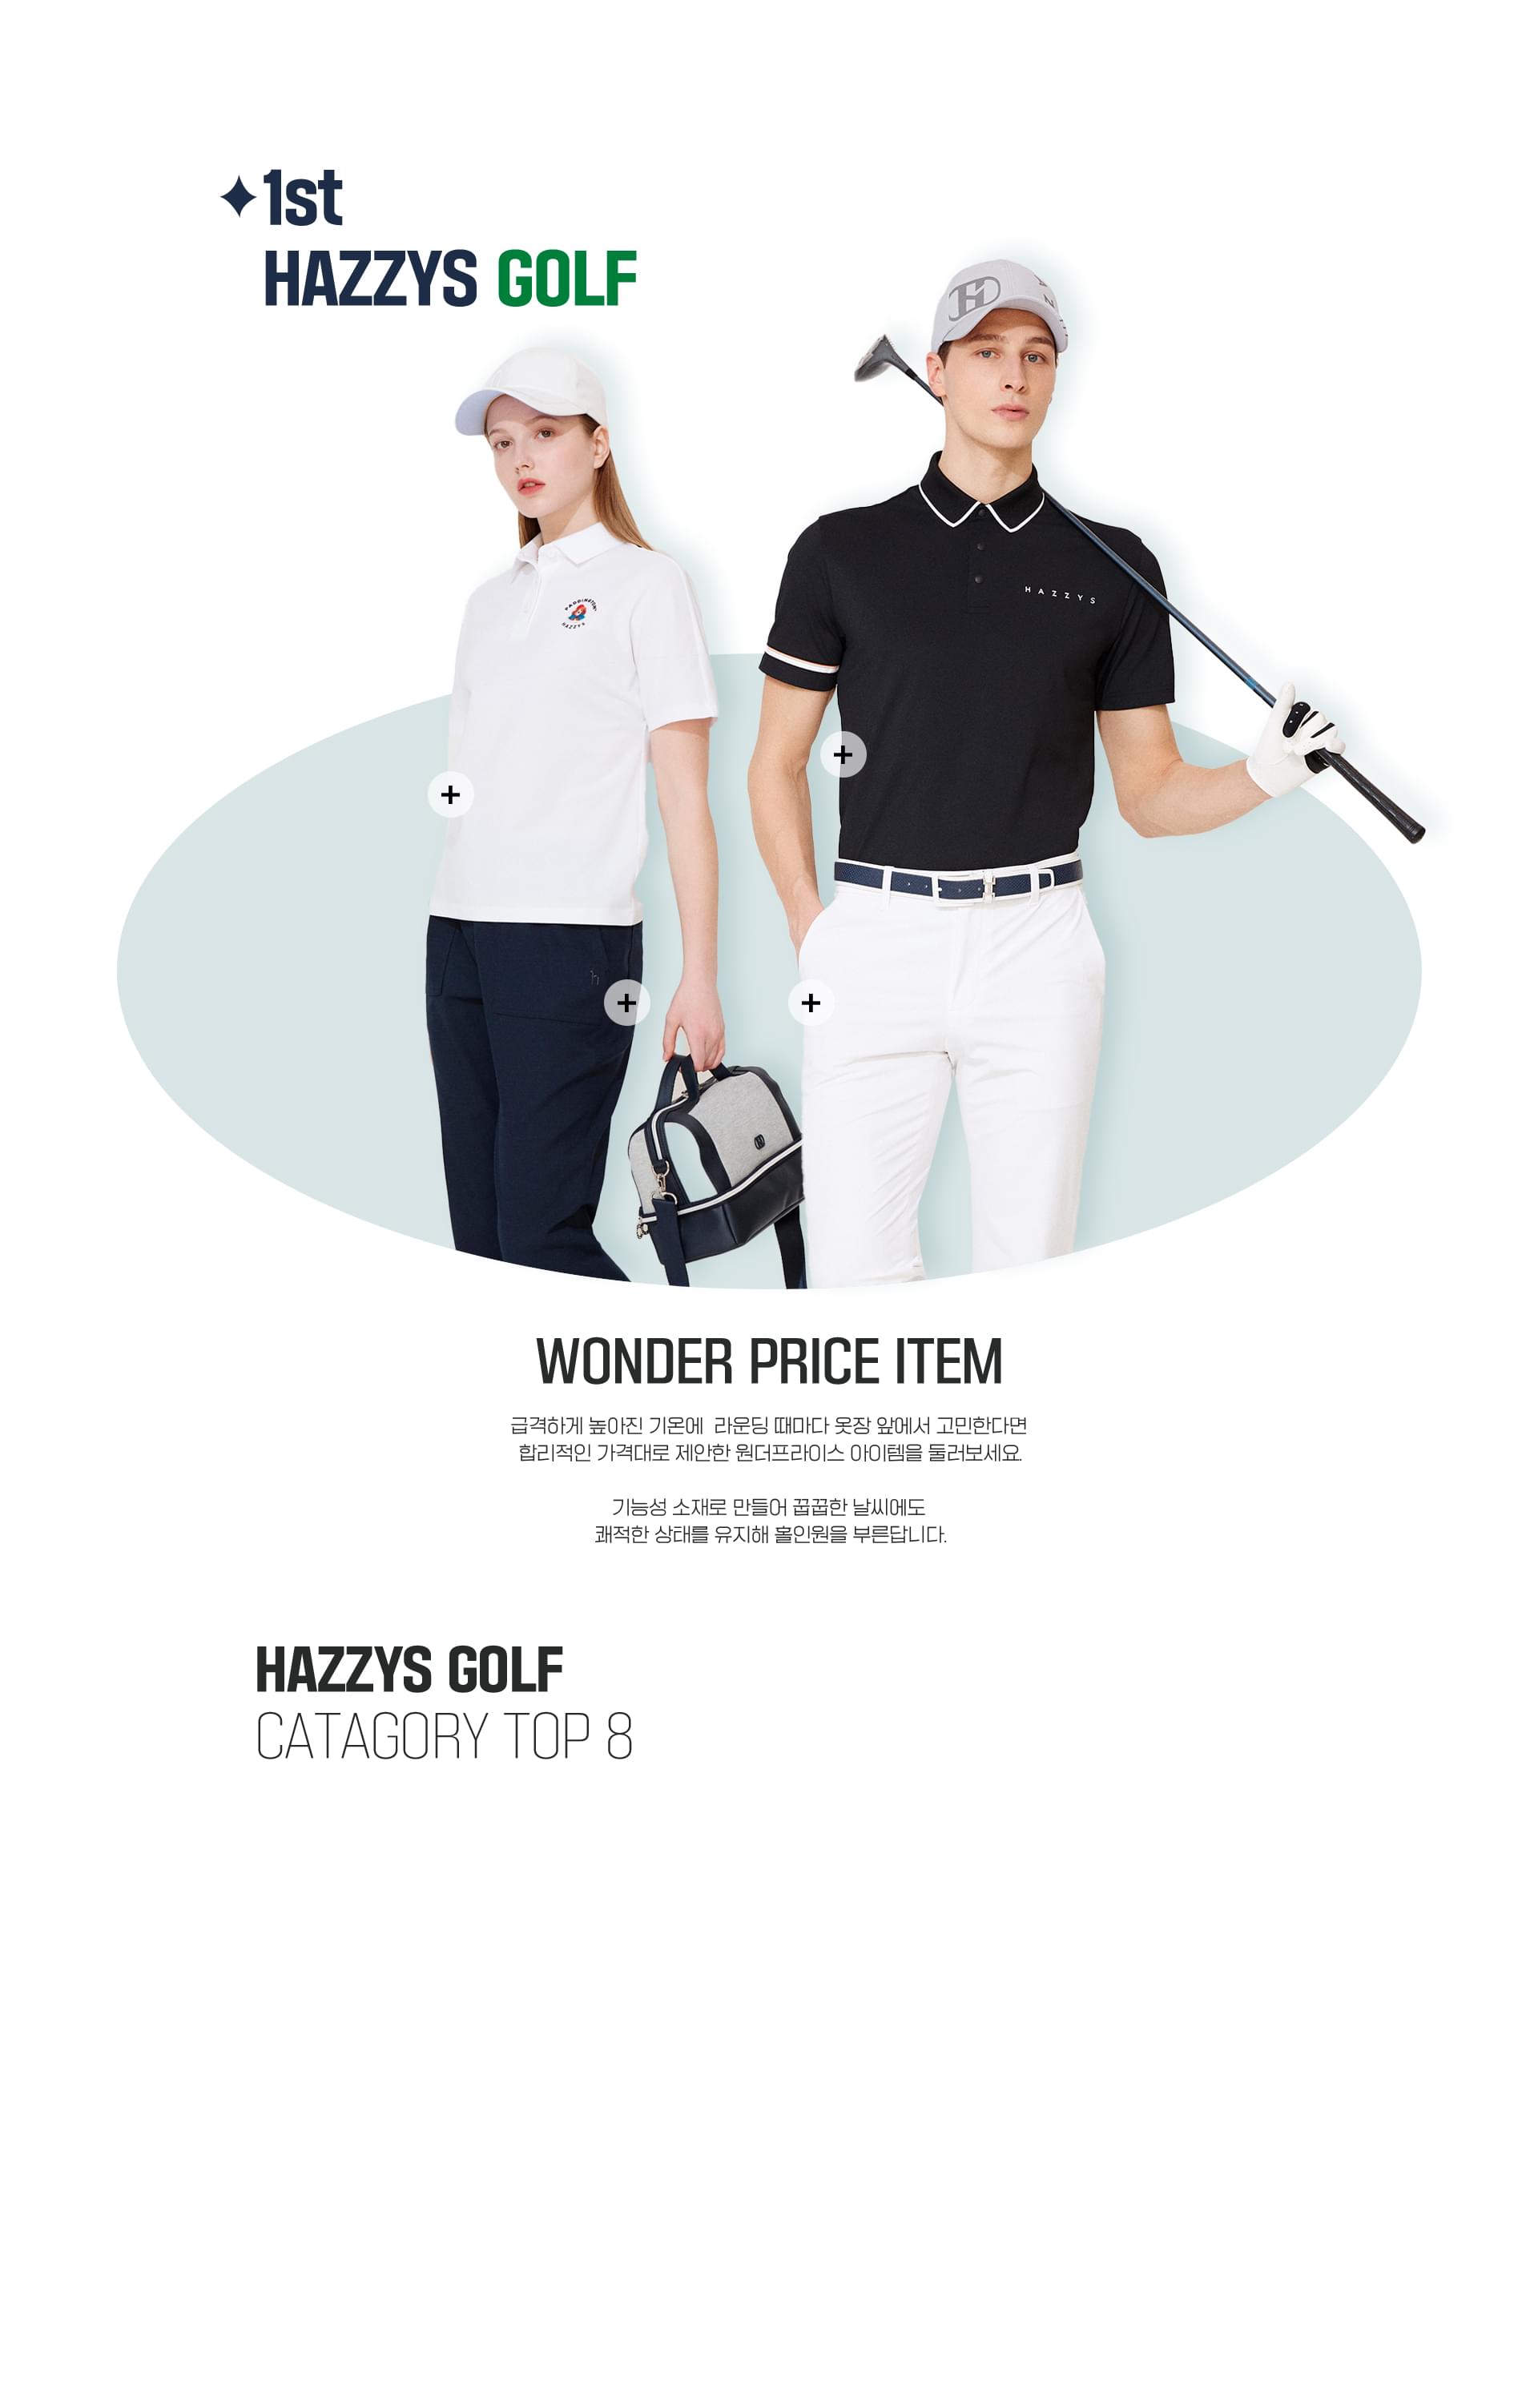 1st
HAZZYS GOLF
PADDINGTON
HAZZYS
HAZZYS
WONDER PRICE ITEM
급격하게 높아진 기온에 라운딩 때마다 옷장 앞에서 고민한다면
합리적인 가격대로 제안한 원더프라이스 아이템을 둘러보세요.
기능성 소재로 만들어 꿉꿉한 날씨에도
쾌적한 상태를 유지해 홀인원을 부른답니다.
HAZZYS GOLF
CATAGORY TOP 8